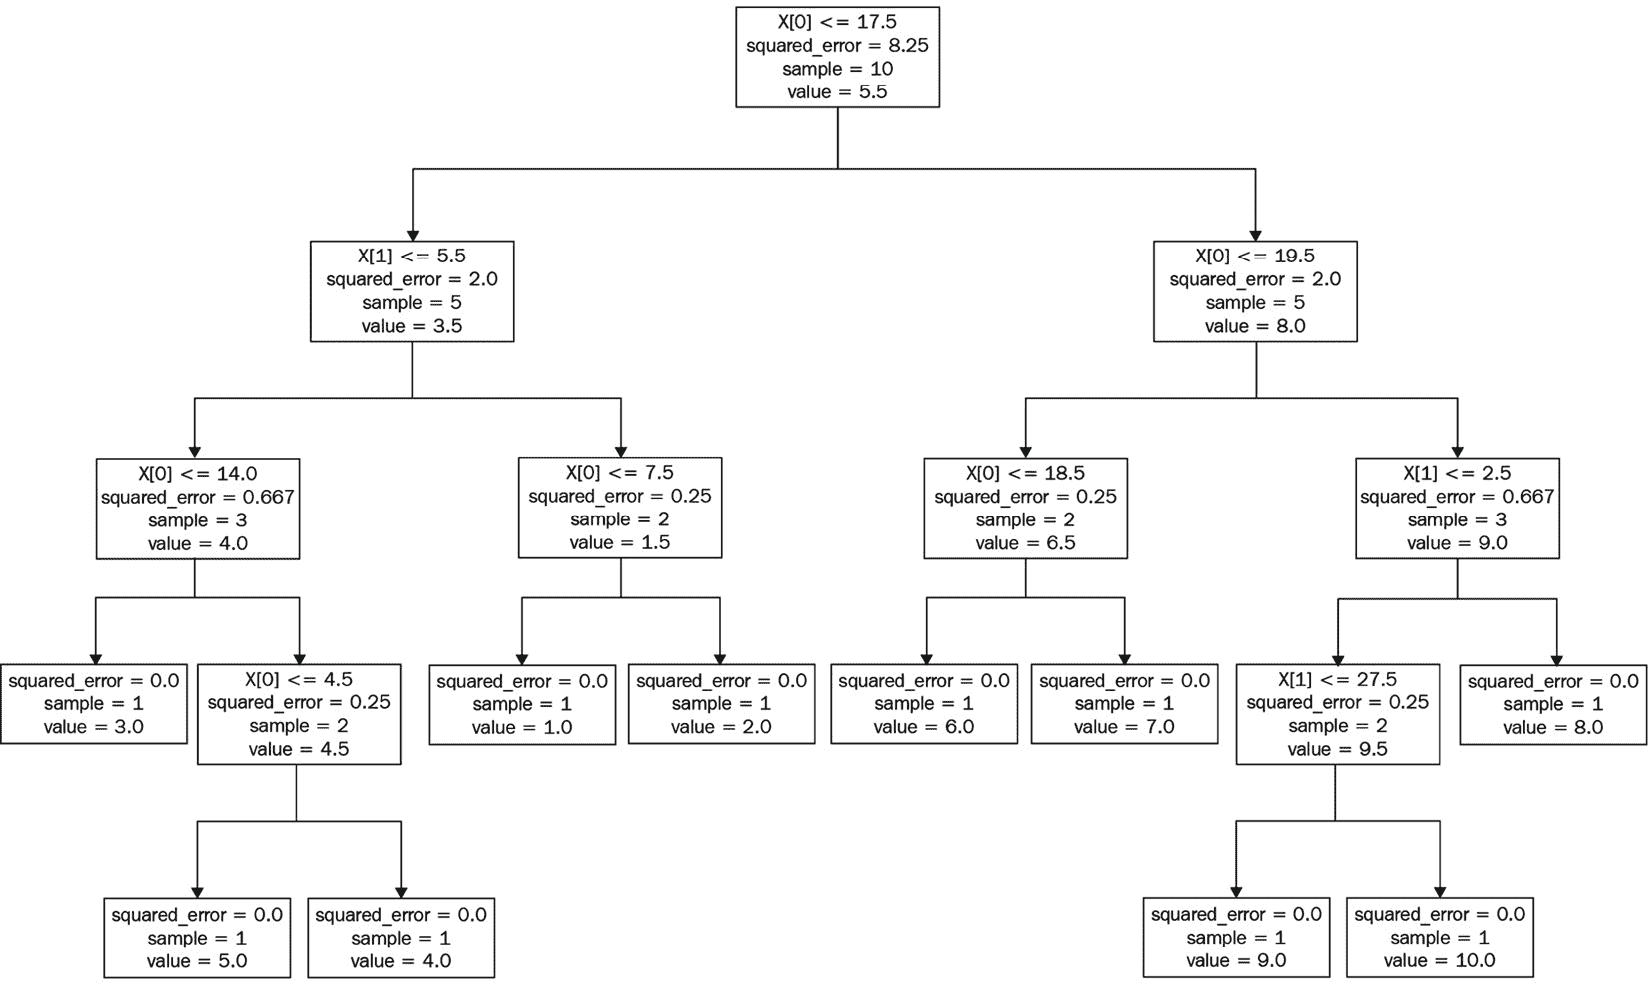 X[0] <= 17.5
squared_error = 8.25
sample = 10
value = 5.5
X[1] <= 5.5
squared_error = 2.0
sample = 5
value = 3.5
X[0] <= 19.5
squared_error = 2.0
sample = 5
value = 8.0
X[0] <= 14.0
squared_error = 0.667
sample = 3
value = 4.0
X[0] <= 7.5
squared_error = 0.25
sample = 2
value = 1.5
X[0] <= 18.5
squared_error = 0.25
sample = 2
value = 6.5
X[1] <= 2.5
squared_error = 0.667
sample = 3
value = 9.0
squared_error = 0.0
sample = 1
value = 3.0
X[0] <= 4.5
squared_error = 0.25
sample = 2
value = 4.5
squared_error = 0.0
sample = 1
value = 1.0
squared_error = 0.0
sample = 1
value = 2.0
squared_error = 0.0
sample = 1
value = 6.0
squared_error = 0.0
sample = 1
value = 7.0
X[1] <= 27.5
squared_error = 0.25
sample = 2
value = 9.5
squared_error = 0.0
sample = 1
value = 8.0
squared_error = 0.0
sample = 1
value = 5.0
squared_error = 0.0
sample = 1
value = 4.0
squared_error = 0.0
sample = 1
value = 9.0
squared_error = 0.0
sample = 1
value = 10.0